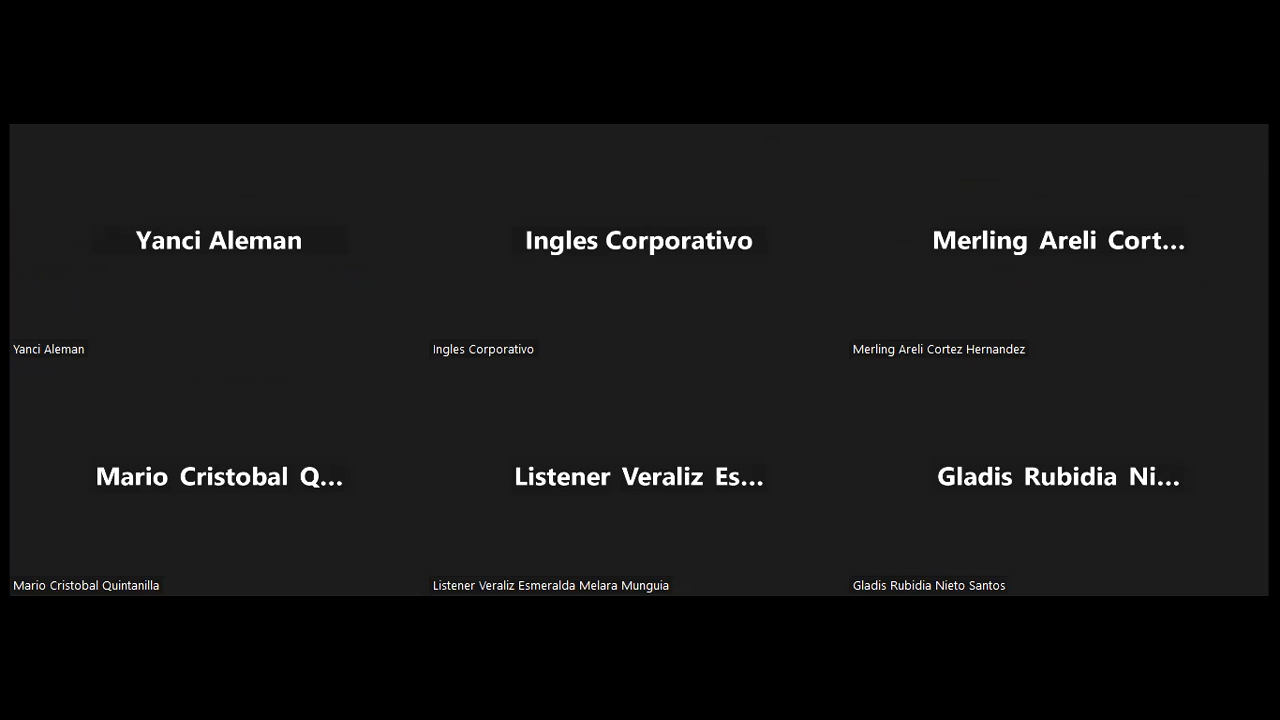 Yanci Aleman
Ingles Corporativo
Merling Areli Cort...
Yanci Aleman
Ingles Corporativo
Merling Areli Cortez Hernandez
Mario Cristobal Q...
Listener Veraliz Es...
Gladis Rubidia Ni...
Mario Cristobal Quintanilla
Listener Veraliz Esmeralda Melara Munguia
Gladis Rubidia Nieto Santos